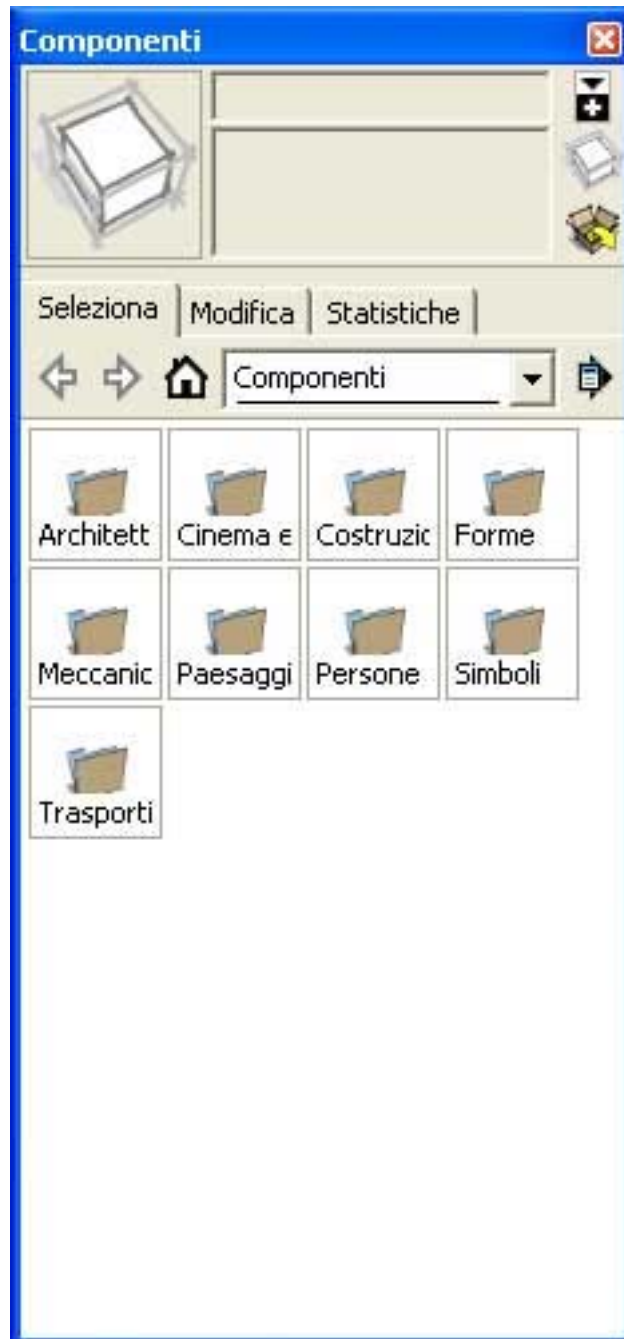 Componenti
Seleziona Modifica Statistiche
Componenti
Architett Cinema e Costruzic Forme
Meccanic Paesaggi Persone Simboli
Trasporti